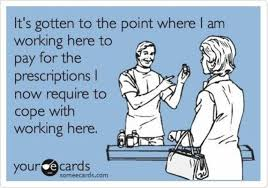 It's gotten to the point where I am
working here to
pay for the
prescriptions I
now require to
cope with
working here.
your ecards
someecards.com